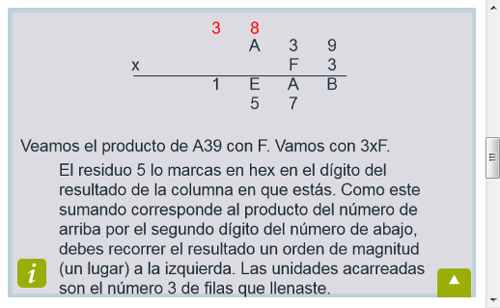 3 8
A 3 9
x F 3
1 E A B
5 7
Veamos el producto de A39 con F. Vamos con 3xF.
El residuo 5 lo marcas en hex en el dígito del
resultado de la columna en que estás. Como este
sumando corresponde al producto del número de
arriba por el segundo dígito del número de abajo,
debes recorrer el resultado un orden de magnitud
(un lugar) a la izquierda. Las unidades acarreadas
son el número 3 de filas que llenaste.
i